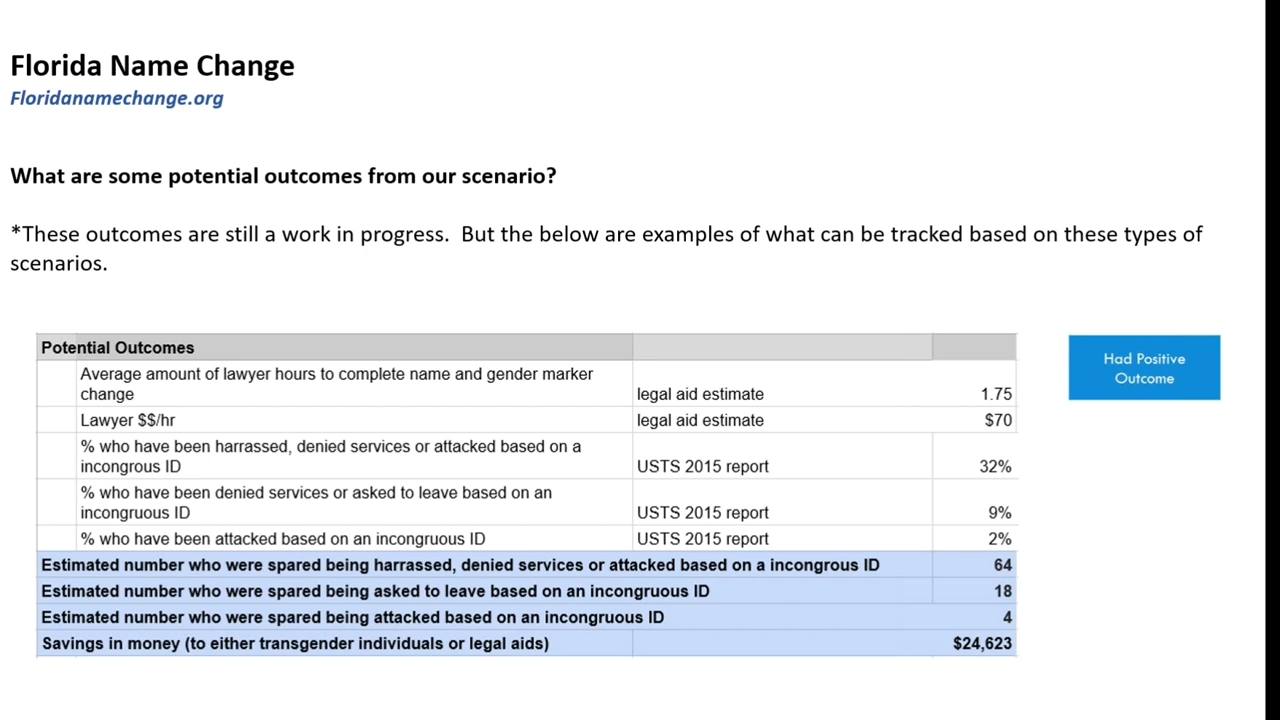 Florida Name Change
Floridanamechange.org
What are some potential outcomes from our scenario?
*These outcomes are still a work in progress.  But the below are examples of what can be tracked based on these types of
scenarios.
Potential Outcomes
Average amount of lawyer hours to complete name and gender marker
change legal aid estimate 1.75
Lawyer $$/hr legal aid estimate $70
% who have been harrassed, denied services or attacked based on a
incongrous ID USTS 2015 report 32%
% who have been denied services or asked to leave based on an
incongruous ID USTS 2015 report 9%
% who have been attacked based on an incongruous ID USTS 2015 report 2%
Estimated number who were spared being harrassed, denied services or attacked based on a incongrous ID 64
Estimated number who were spared being asked to leave based on an incongruous ID 18
Estimated number who were spared being attacked based on an incongruous ID 4
Savings in money (to either transgender individuals or legal aids) $24,623
Had Positive
Outcome